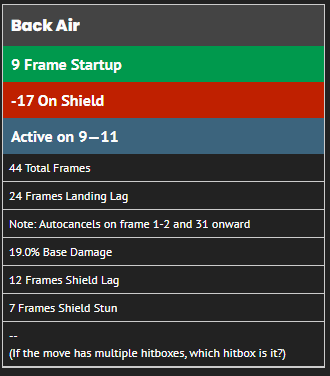 Back Air
9 Frame Startup
-17 On Shield
Active on 9—11
44 Total Frames
24 Frames Landing Lag
Note: Autocancels on frame 1-2 and 31 onward
19.0% Base Damage
12 Frames Shield Lag
7 Frames Shield Stun
--
(If the move has multiple hitboxes, which hitbox is it?)